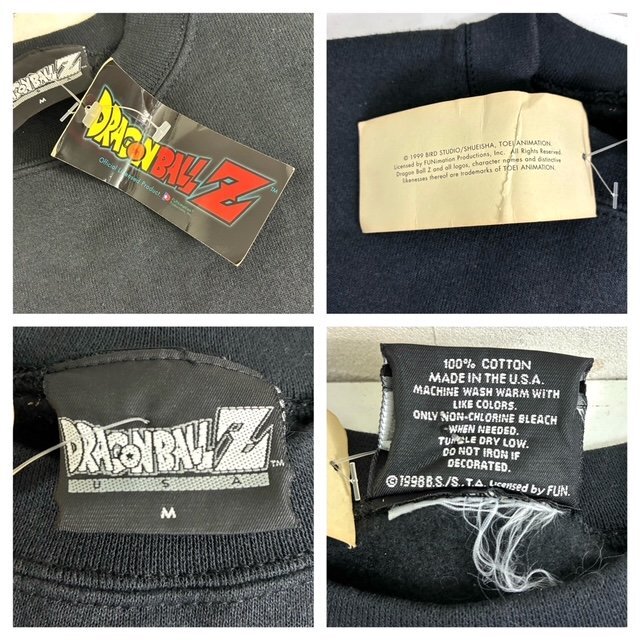 DRAGON BALL Z
M
DRAGON BALL Z ™
Official Licensed Product
© 1999 BIRD STUDIO/SHUEISHA, TOEI ANIMATION.
Licensed by FUNimation Productions, Inc. All Rights Reserved.
Dragon Ball Z and all logos, character names and distinctive
likenesses thereof are trademarks of TOEI ANIMATION.
DRAGON BALL Z ™
USA
M
100% COTTON
MADE IN THE U.S.A.
MACHINE WASH WARM WITH
LIKE COLORS.
ONLY NON-CHLORINE BLEACH
WHEN NEEDED.
TUMBLE DRY LOW.
DO NOT IRON IF
DECORATED.
© 1998 B.S./S.,T.A. Licensed by FUN.